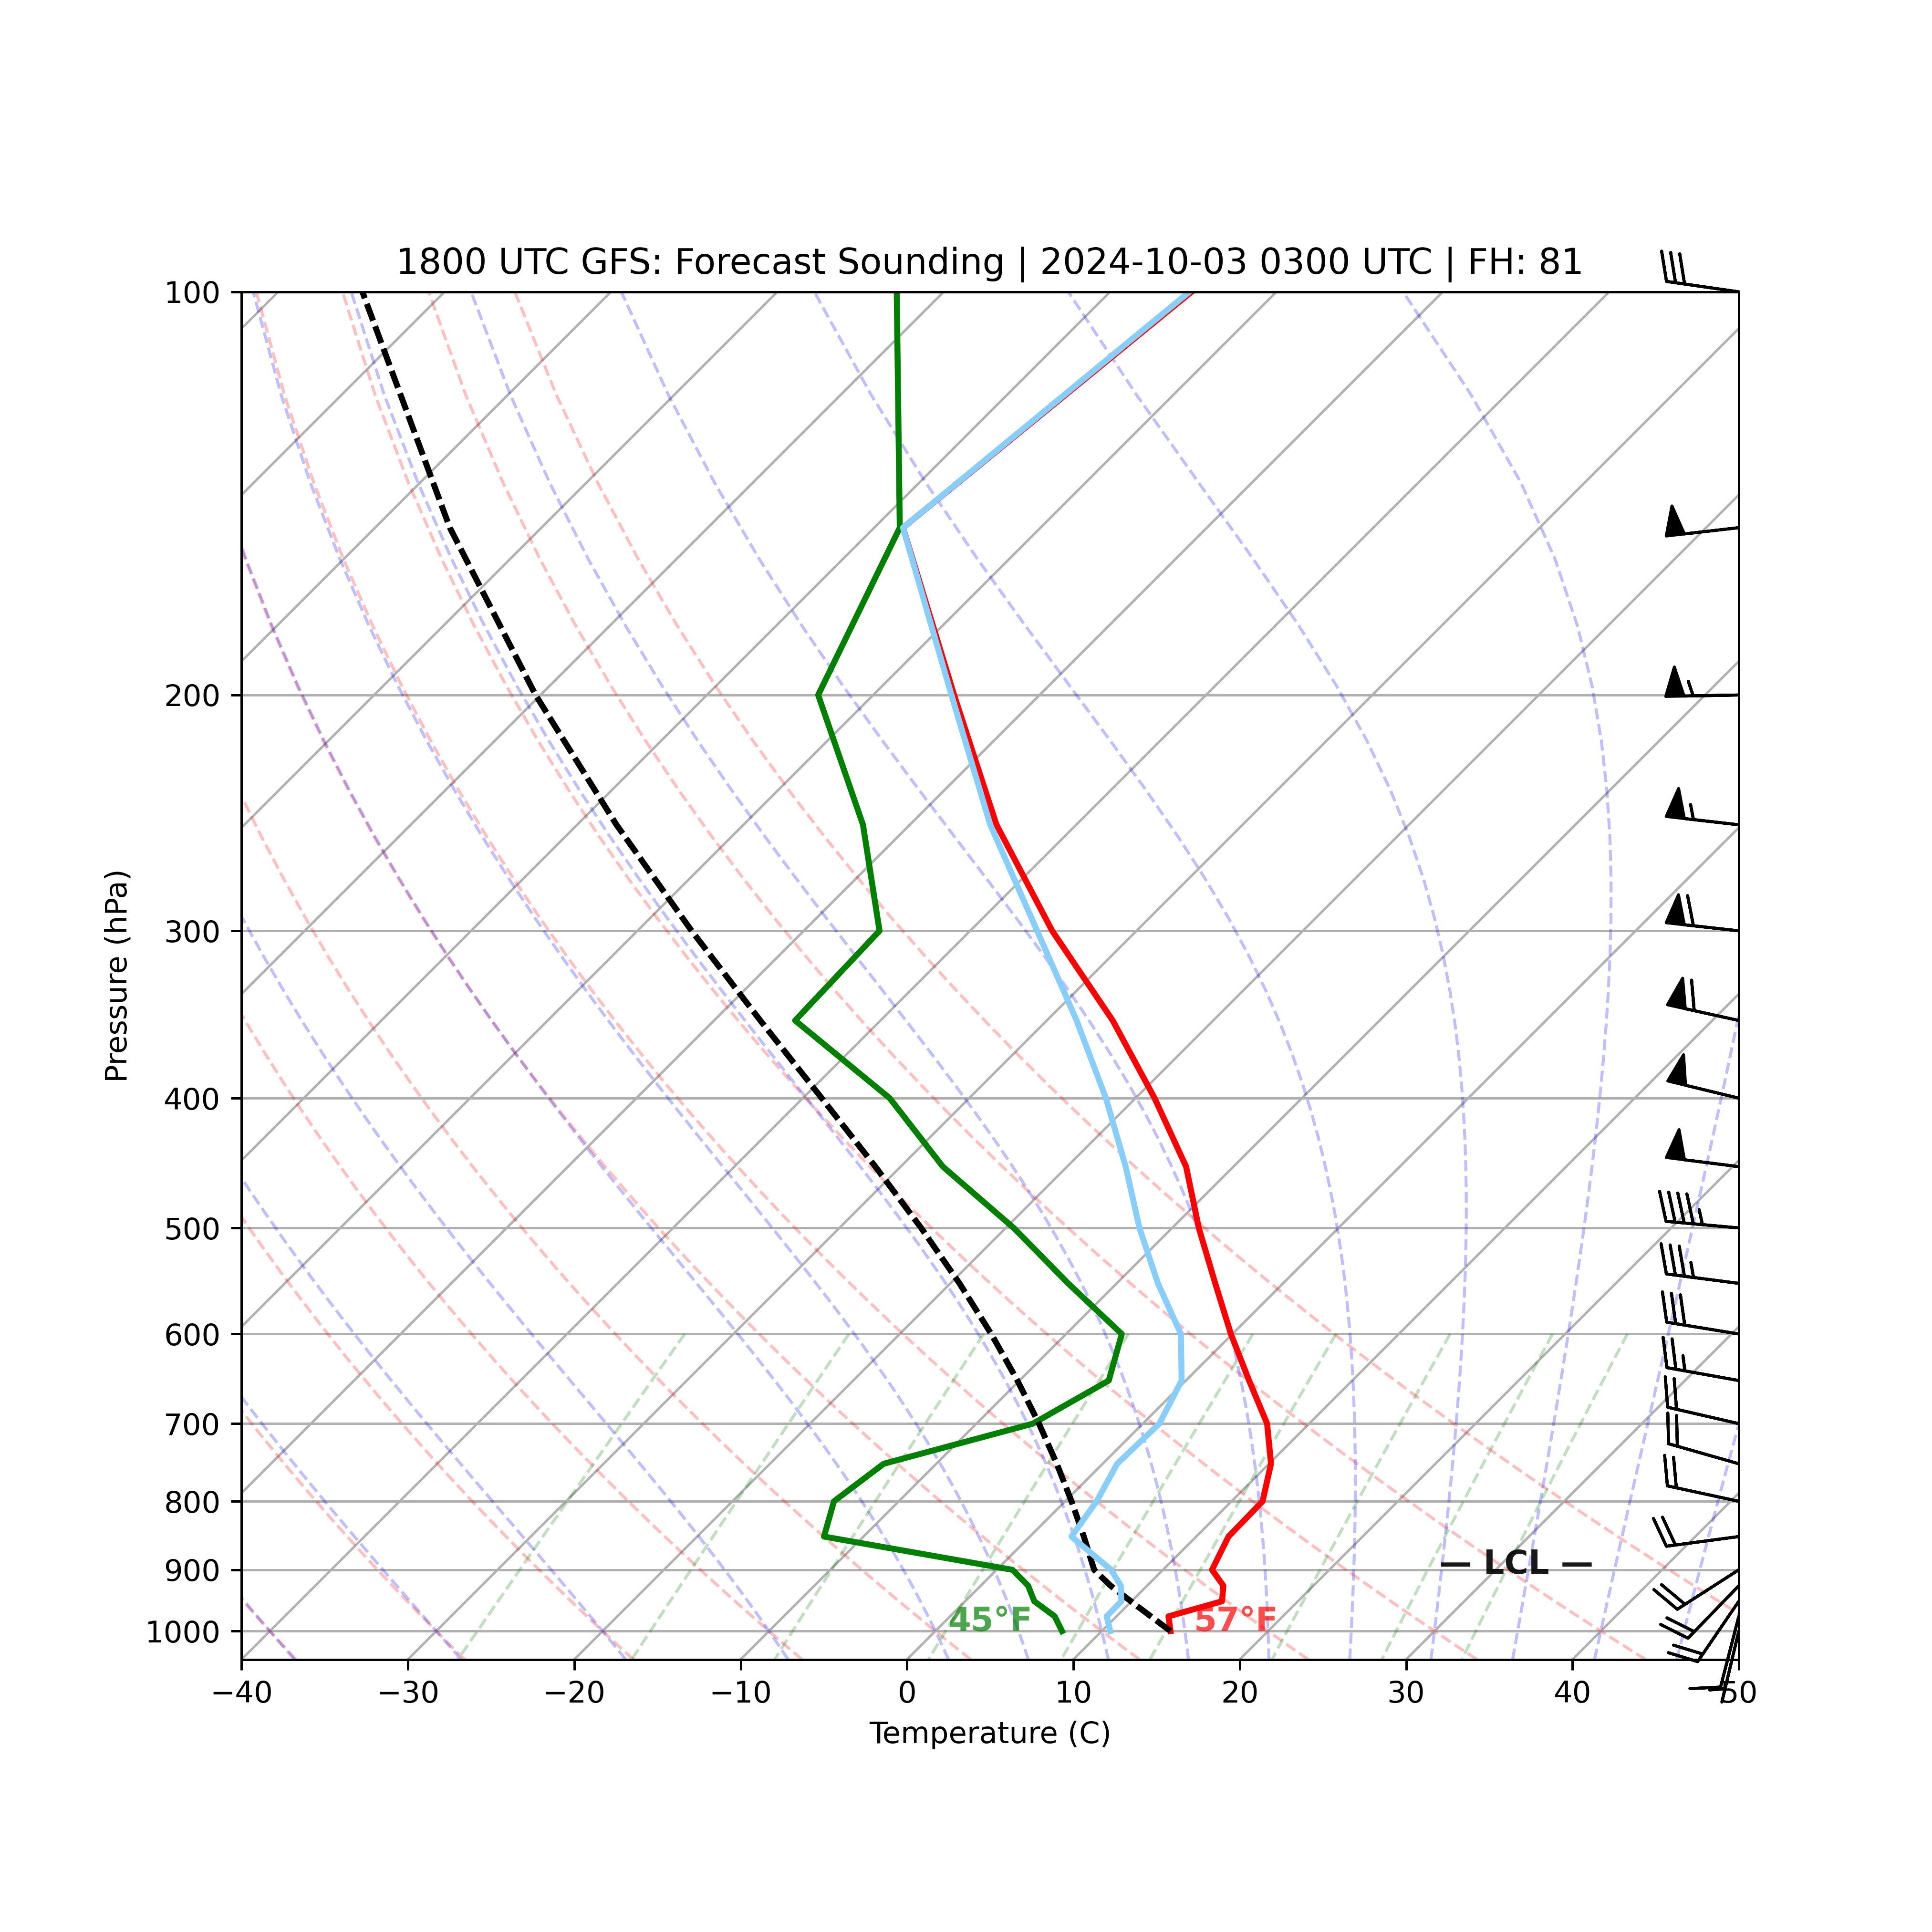 1800 UTC GFS: Forecast Sounding | 2024-10-03 0300 UTC | FH: 81
100
200
300
400
500
600
700
800
900
1000
Pressure (hPa)
— LCL —
45°F
57°F
−40 −30 −20 −10 0 10 20 30 40 50
Temperature (C)